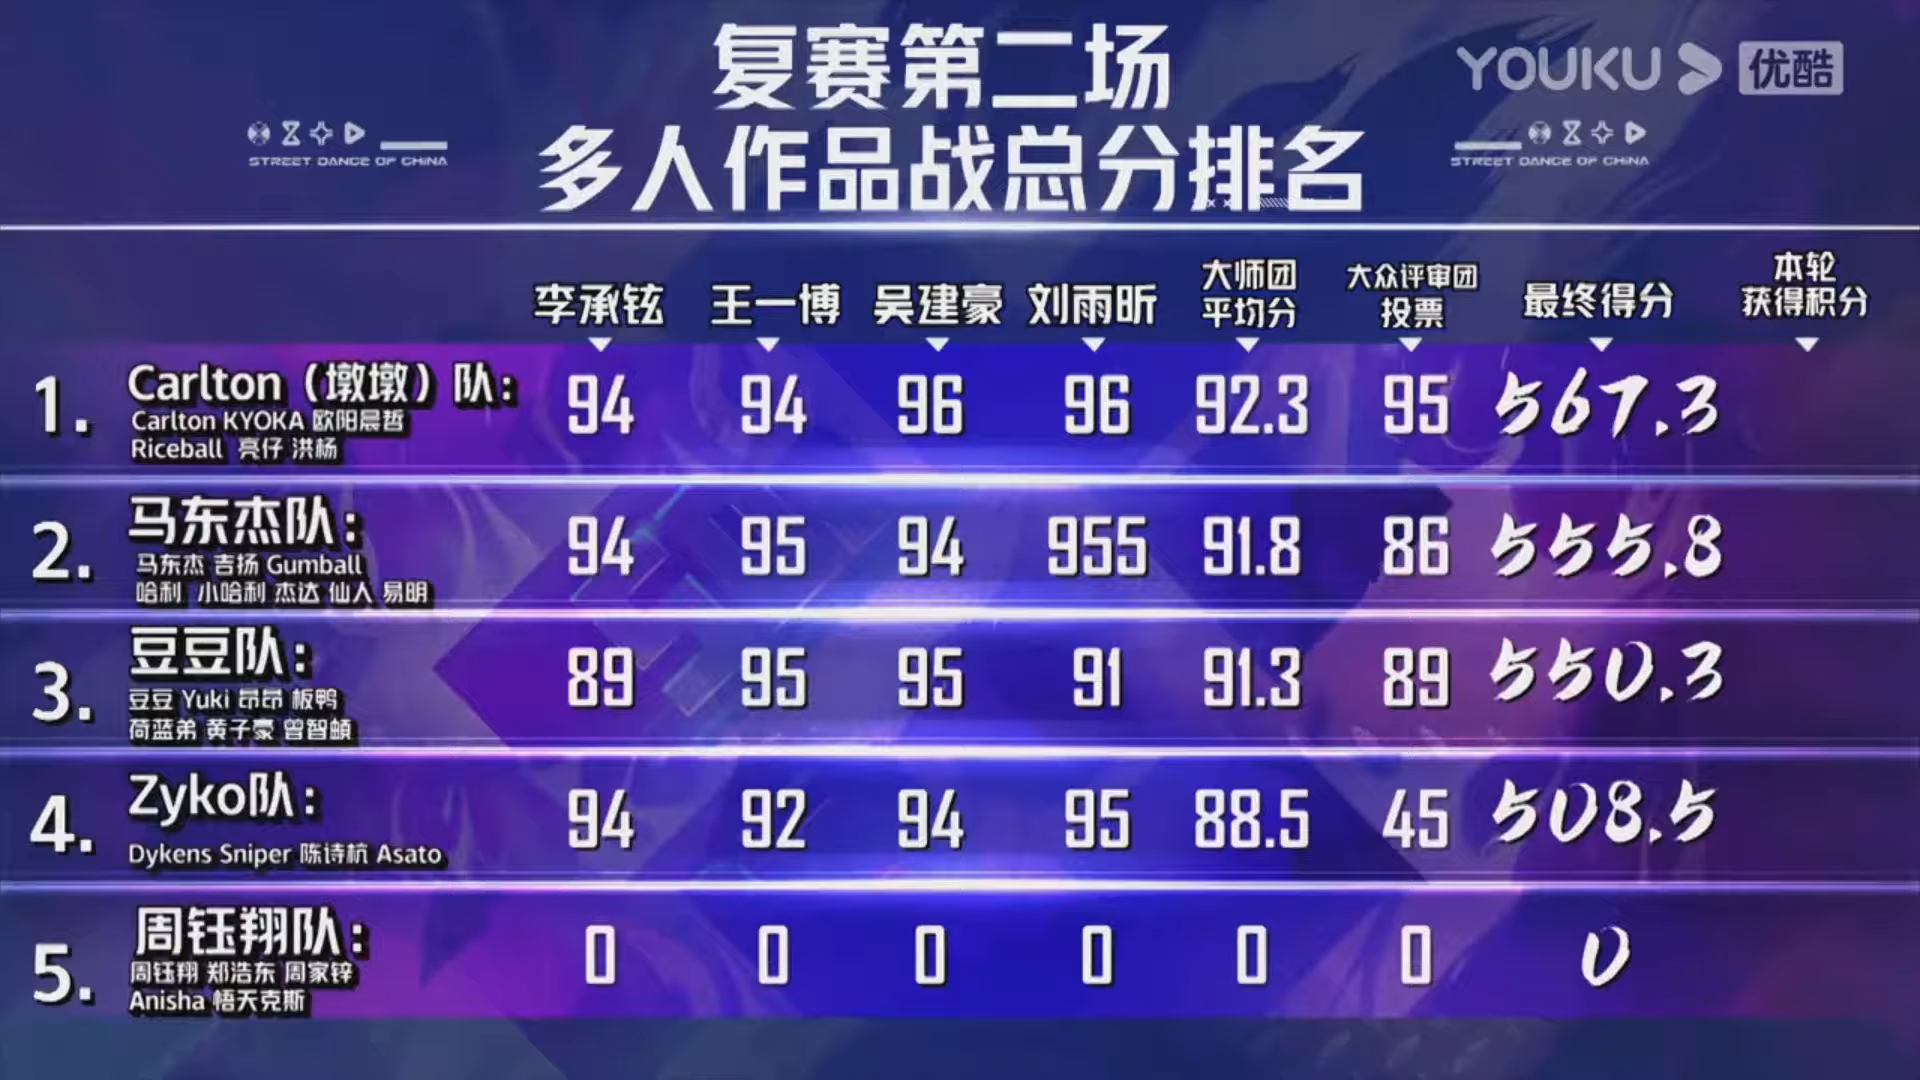 复赛第二场
多人作品战总分排名
YOUKU 优酷
STREET DANCE OF CHINA
STREET DANCE OF CHINA
李承铉 王一博 吴建豪 刘雨昕 大师团平均分 大众评审团投票 最终得分 本轮获得积分
1. Carlton（墩墩）队: 94 94 96 96 92.3 95 567.3
Carlton KYOKA 欧阳晨哲
Riceball 亮仔 洪杨
2. 马东杰队: 94 95 94 955 91.8 86 555.8
马东杰 吉扬 Gumball
哈利 小哈利 杰达 仙人 易明
3. 豆豆队: 89 95 95 91 91.3 89 550.3
豆豆 Yuki 昂昂 板鸭
荷蓝弟 黄子豪 曾智
4. Zyko队: 94 92 94 95 88.5 45 508.5
Dykens Sniper 陈诗杭 Asato
5. 周钰翔队: 0 0 0 0 0 0 0
周钰翔 郑浩东 周家锌
Anisha 悟天克斯